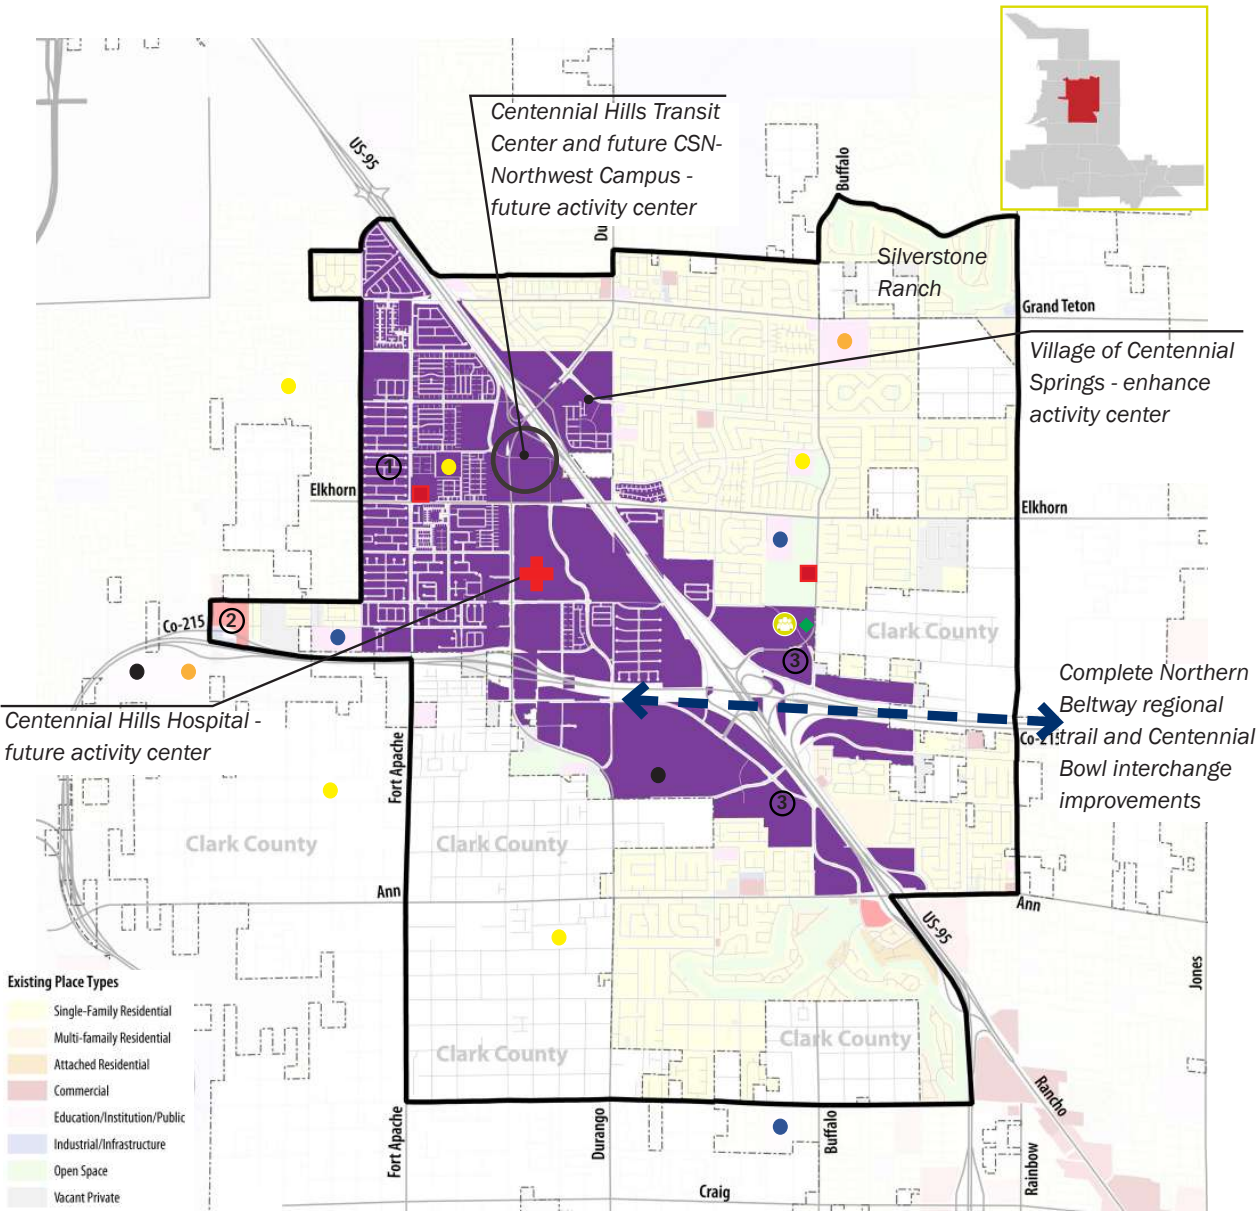 Centennial Hills Transit
Center and future CSN-
Northwest Campus -
future activity center
US-95
Buffalo
Du
Silverstone
Ranch
Grand Teton
Village of Centennial
Springs - enhance
activity center
1
Elkhorn
Elkhorn
2
Co-215
3
Clark County
Complete Northern
Beltway regional
trail and Centennial
Bowl interchange
improvements
Co-215
Centennial Hills Hospital -
future activity center
Fort Apache
3
Clark County
Clark County
Ann
Ann
US-95
Jones
Existing Place Types
Single-Family Residential
Multi-famaily Residential
Attached Residential
Commercial
Education/Institution/Public
Industrial/Infrastructure
Open Space
Vacant Private
Clark County
Clark County
Rancho
Fort Apache
Durango
Buffalo
Rainbow
Craig